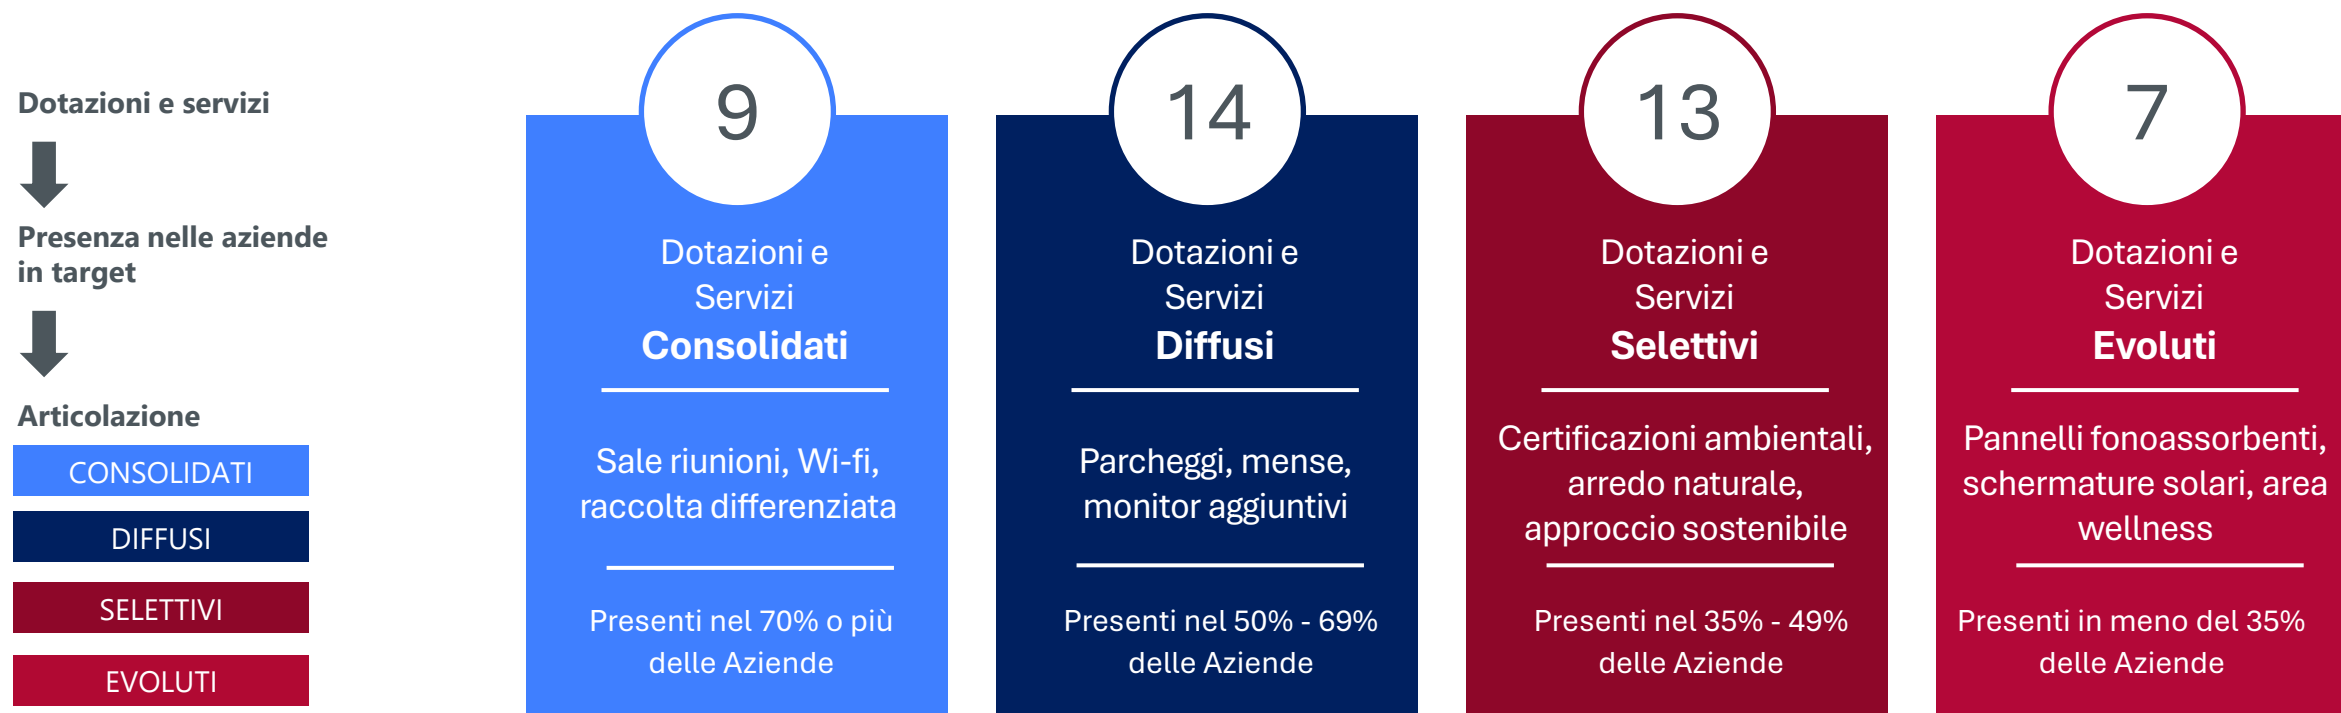 Dotazioni e servizi
Presenza nelle aziende
in target
Articolazione
CONSOLIDATI
DIFFUSI
SELETTIVI
EVOLUTI
9
Dotazioni e
Servizi
Consolidati
Sale riunioni, Wi-fi,
raccolta differenziata
Presenti nel 70% o più
delle Aziende
14
Dotazioni e
Servizi
Diffusi
Parcheggi, mense,
monitor aggiuntivi
Presenti nel 50% - 69%
delle Aziende
13
Dotazioni e
Servizi
Selettivi
Certificazioni ambientali,
arredo naturale,
approccio sostenibile
Presenti nel 35% - 49%
delle Aziende
7
Dotazioni e
Servizi
Evoluti
Pannelli fonoassorbenti,
schermature solari, area
wellness
Presenti in meno del 35%
delle Aziende